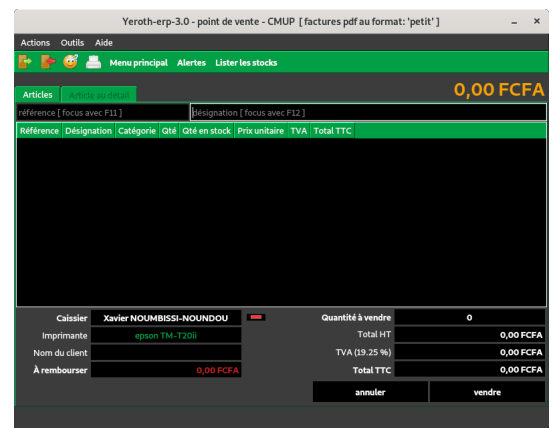 Yeroth-erp-3.0 - point de vente - CMUP [ factures pdf au format: 'petit' ]
Actions Outils Aide
Menu principal Alertes Lister les stocks
Articles Article au détail 0,00 FCFA
référence [ focus avec F11 ] désignation [ focus avec F12 ]
Référence Désignation Catégorie Qté Qté en stock Prix unitaire TVA Total TTC
Caissier Xavier NOUMBISSI-NOUNDOU Quantité à vendre 0
Imprimante epson TM-T20ii Total HT 0,00 FCFA
Nom du client TVA (19.25 %) 0,00 FCFA
À rembourser 0,00 FCFA Total TTC 0,00 FCFA
annuler vendre